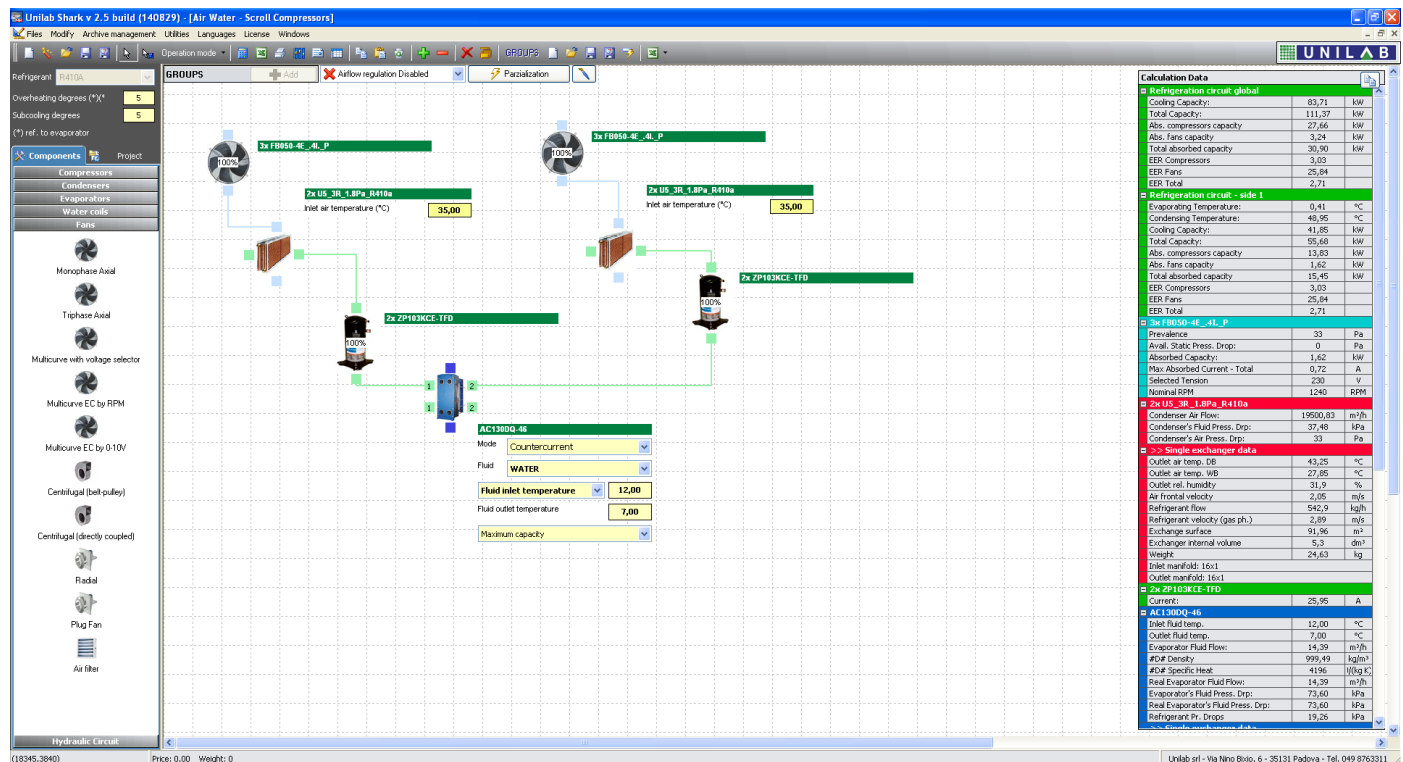 Unilab Shark v 2.5 build (140829) - [Air Water - Scroll Compressors]
Files Modify Archive management Utilities Languages License Windows
Operation mode GROUPS UNILAB
Refrigerant R410A
Overheating degrees (*)(* 5
Subcooling degrees 5
(*) ref. to evaporator
Components Project
Compressors
Condensers
Evaporators
Water coils
Fans
Monophase Axial
Triphase Axial
Multicurve with voltage selector
Multicurve EC by RPM
Multicurve EC by 0-10V
Centrifugal (belt-pulley)
Centrifugal (directly coupled)
Radial
Plug Fan
Air filter
Hydraulic Circuit
GROUPS Add Airflow regulation Disabled Parzialization
3x FB050-4E_.4I._P
100%
2x U5_3R_1.8Pa_R410a
Inlet air temperature (°C) 35,00
2x ZP103KCE-TFD
100%
3x FB050-4E_.4I._P
100%
2x U5_3R_1.8Pa_R410a
Inlet air temperature (°C) 35,00
2x ZP103KCE-TFD
100%
1 2
1 2
AC130DQ-46
Mode Countercurrent
Fluid WATER
Fluid inlet temperature 12,00
Fluid outlet temperature 7,00
Maximum capacity
Calculation Data
Refrigeration circuit global
Cooling Capacity: 83,71 kW
Total Capacity: 111,37 kW
Abs. compressors capacity 27,66 kW
Abs. fans capacity 3,24 kW
Total absorbed capacity 30,90 kW
EER Compressors 3,03
EER Fans 25,84
EER Total 2,71
Refrigeration circuit - side 1
Evaporating Temperature: 0,41 °C
Condensing Temperature: 48,95 °C
Cooling Capacity: 41,85 kW
Total Capacity: 55,68 kW
Abs. compressors capacity 13,83 kW
Abs. fans capacity 1,62 kW
Total absorbed capacity 15,45 kW
EER Compressors 3,03
EER Fans 25,84
EER Total 2,71
3x FB050-4E_.4I._P
Prevalence 33 Pa
Avail. Static Press. Drop: 0 Pa
Absorbed Capacity: 1,62 kW
Max Absorbed Current - Total 0,72 A
Selected Tension 230 V
Nominal RPM 1240 RPM
2x U5_3R_1.8Pa_R410a
Condenser Air Flow: 19500,83 m³/h
Condenser's Fluid Press. Drp: 37,48 kPa
Condenser's Air Press. Drp: 33 Pa
>> Single exchanger data
Outlet air temp. DB 43,25 °C
Outlet air temp. WB 27,85 °C
Outlet rel. humidity 31,9 %
Air frontal velocity 2,05 m/s
Refrigerant flow 542,9 kg/h
Refrigerant velocity (gas ph.) 2,89 m/s
Exchange surface 91,96 m²
Exchanger internal volume 5,3 dm³
Weight 24,63 kg
Inlet manifold: 16x1
Outlet manifold: 16x1
2x ZP103KCE-TFD
Current: 25,95 A
AC130DQ-46
Inlet fluid temp. 12,00 °C
Outlet fluid temp. 7,00 °C
Evaporator Fluid Flow: 14,39 m³/h
#D# Density 999,49 kg/m³
#D# Specific Heat 4196 J/(kg K)
Real Evaporator Fluid Flow: 14,39 m³/h
Evaporator's Fluid Press. Drp: 73,60 kPa
Real Evaporator's Fluid Press. Drp: 73,60 kPa
Refrigerant Pr. Drops 19,26 kPa
>> Single exchanger data
(18345.3840) Price: 0.00 Weight: 0 Unilab srl - Via Nino Bixio, 6 - 35131 Padova - Tel. 049 8763311